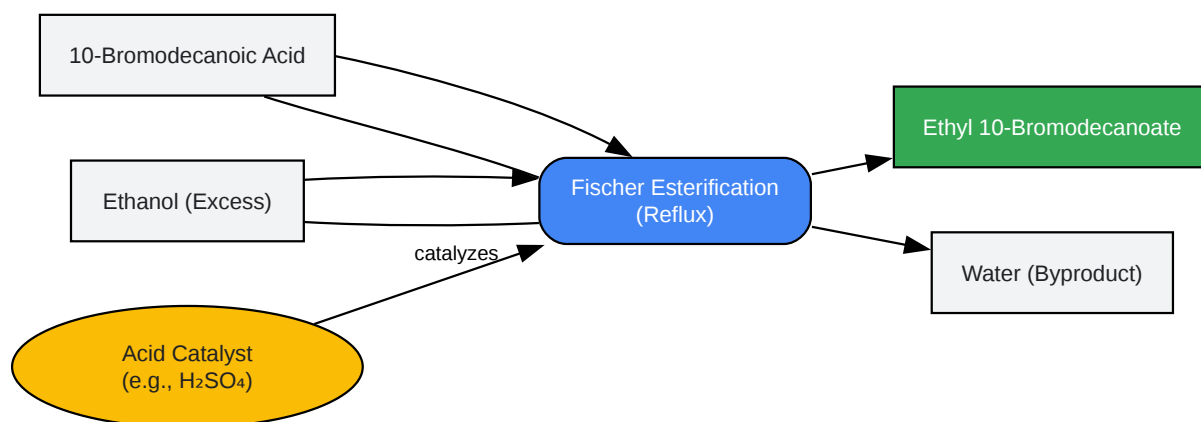 10-Bromodecanoic Acid
Ethanol (Excess)
Acid Catalyst
(e.g., H₂SO₄)
catalyzes
Fischer Esterification
(Reflux)
Ethyl 10-Bromodecanoate
Water (Byproduct)